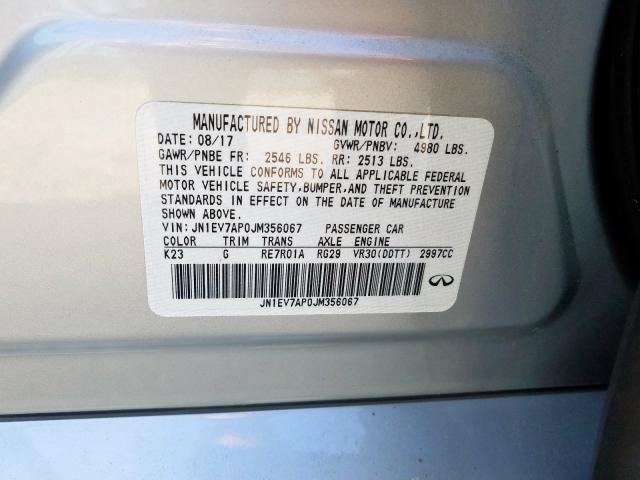 MANUFACTURED BY NISSAN MOTOR CO.,LTD.
DATE: 08/17 GVWR/PNBV: 4980 LBS.
GAWR/PNBE FR: 2546 LBS. RR: 2513 LBS.
THIS VEHICLE CONFORMS TO ALL APPLICABLE FEDERAL
MOTOR VEHICLE SAFETY,BUMPER,AND THEFT PREVENTION
STANDARDS IN EFFECT ON THE DATE OF MANUFACTURE
SHOWN ABOVE.
VIN: JN1EV7AP0JM356067 PASSENGER CAR
COLOR TRIM TRANS AXLE ENGINE
K23 G RE7R01A RG29 VR30(DDTT) 2997CC
JN1EV7AP0JM356067